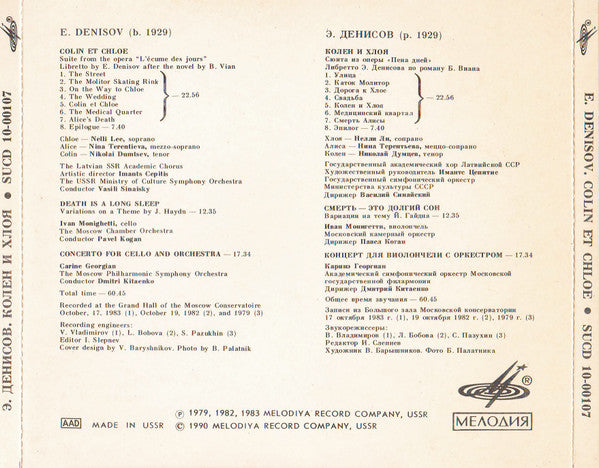 Э. ДЕНИСОВ. КОЛЕН И ХЛОЯ ● SUCD 10-00107
E. DENISOV (b. 1929)
COLIN ET CHLOE
Suite from the opera "L'écume des jours"
Libretto by E. Denisov after the novel by B. Vian
1. The Street
2. The Molitor Skating Rink
3. On the Way to Chloe
4. The Wedding
5. Colin et Chloe
6. The Medical Quarter
7. Alice's Death
— 22.56
8. Epilogue — 7.40
Chloe — Nelli Lee, soprano
Alice — Nina Terentieva, mezzo-soprano
Colin — Nikolai Dumtsev, tenor
The Latvian SSR Academic Chorus
Artistic director Imants Cepitis
The USSR Ministry of Culture Symphony Orchestra
Conductor Vasili Sinaisky
DEATH IS A LONG SLEEP
Variations on a Theme by J. Haydn — 12.35
Ivan Monighetti, cello
The Moscow Chamber Orchestra
Conductor Pavel Kogan
CONCERTO FOR CELLO AND ORCHESTRA — 17.34
Carine Georgian
The Moscow Philharmonic Symphony Orchestra
Conductor Dmitri Kitaenko
Total time — 60.45
Recorded at the Grand Hall of the Moscow Conservatoire
October, 17, 1983 (1), October 19, 1982 (2), and 1979 (3)
Recording engineers:
V. Vladimirov (1), L. Bobova (2), S. Pazukhin (3)
Editor I. Slepnev
Cover design by V. Baryshnikov. Photo by B. Palatnik
Э. ДЕНИСОВ (р. 1929)
КОЛЕН И ХЛОЯ
Сюита из оперы «Пена дней»
Либретто Э. Денисова по роману Б. Виана
1. Улица
2. Каток Молитор
3. Дорога к Хлое
4. Свадьба
5. Колен и Хлоя
6. Медицинский квартал
7. Смерть Алисы
— 22.56
8. Эпилог — 7.40
Хлоя — Нелли Ли, сопрано
Алиса — Нина Терентьева, меццо-сопрано
Колен — Николай Думцев, тенор
Государственный академический хор Латвийской ССР
Художественный руководитель Имантс Цепитис
Государственный симфонический оркестр
Министерства культуры СССР
Дирижер Василий Синайский
СМЕРТЬ — ЭТО ДОЛГИЙ СОН
Вариации на тему Й. Гайдна — 12.35
Иван Монигетти, виолончель
Московский камерный оркестр
Дирижер Павел Коган
КОНЦЕРТ ДЛЯ ВИОЛОНЧЕЛИ С ОРКЕСТРОМ — 17.34
Каринэ Георгиан
Академический симфонический оркестр Московской
государственной филармонии
Дирижер Дмитрий Китаенко
Общее время звучания — 60.45
Записи из Большого зала Московской консерватории
17 октября 1983 г. (1), 19 октября 1982 г. (2), 1979 г. (3)
Звукорежиссеры:
В. Владимиров (1), Л. Бобова (2), С. Пазухин (3)
Редактор И. Слепнев
Художник В. Барышников. Фото Б. Палатника
AAD MADE IN USSR
Ⓟ 1979, 1982, 1983 MELODIYA RECORD COMPANY, USSR
© 1990 MELODIYA RECORD COMPANY, USSR
®
МЕЛОДИЯ
E. DENISOV. COLIN ET CHLOE ● SUCD 10-00107